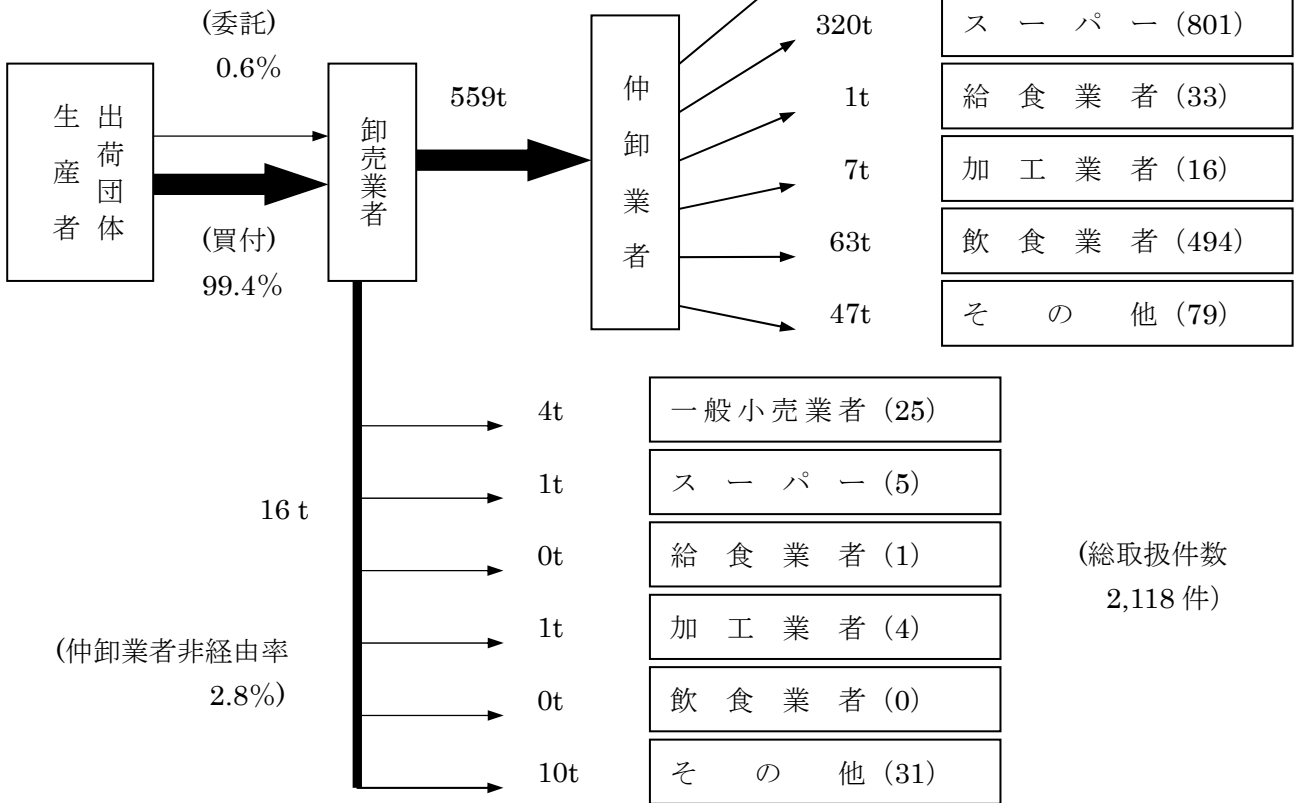 (委託)
0.6%
生産者
出荷団体
(買付)
99.4%
卸売業者
559t
仲卸業者
320t
スーパー (801)
1t
給食業者 (33)
7t
加工業者 (16)
63t
飲食業者 (494)
47t
その他 (79)
16 t
(仲卸業者非経由率
2.8%)
4t
一般小売業者 (25)
1t
スーパー (5)
0t
給食業者 (1)
1t
加工業者 (4)
0t
飲食業者 (0)
10t
その他 (31)
(総取扱件数
2,118 件)